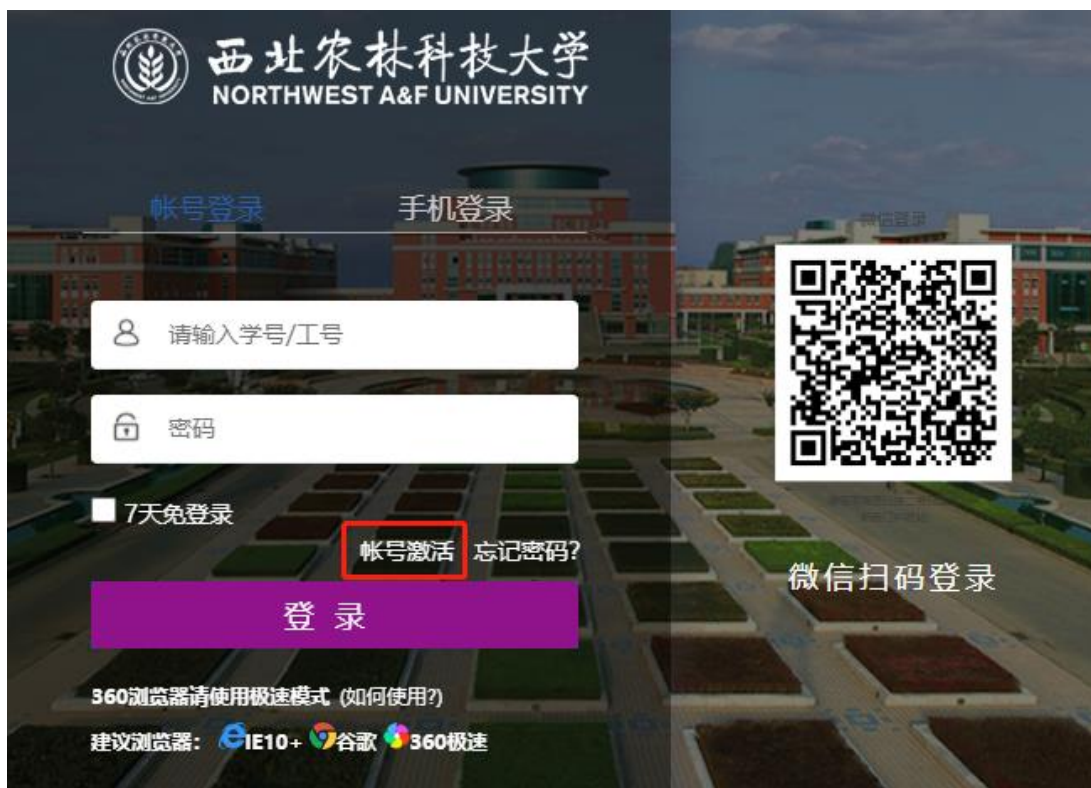 西北农林科技大学
NORTHWEST A&F UNIVERSITY
帐号登录 手机登录
请输入学号/工号
密码
7天免登录
帐号激活 忘记密码?
登 录
360浏览器请使用极速模式 (如何使用?)
建议浏览器: IE10+ 谷歌 360极速
微信登录
微信扫码登录